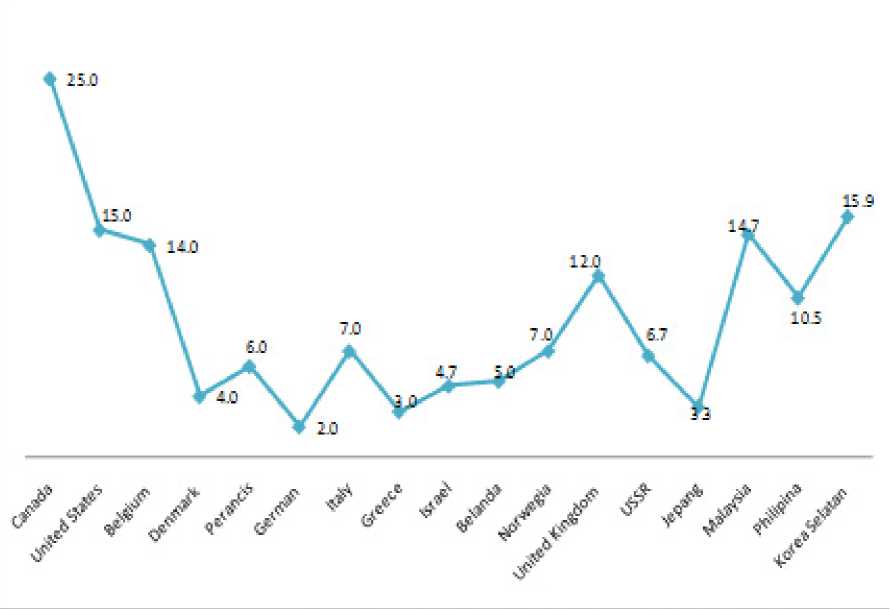 25.0
15.0
14.0
4.0
6.0
2.0
7.0
3.0
4.7
5.0
7.0
12.0
6.7
3.3
14.7
10.5
15.9
Canada
United States
Belgium
Denmark
Perancis
German
Italy
Greece
Israel
Belanda
Norwegia
United Kingdom
USSR
Jepang
Malaysia
Philipina
Korea Selatan